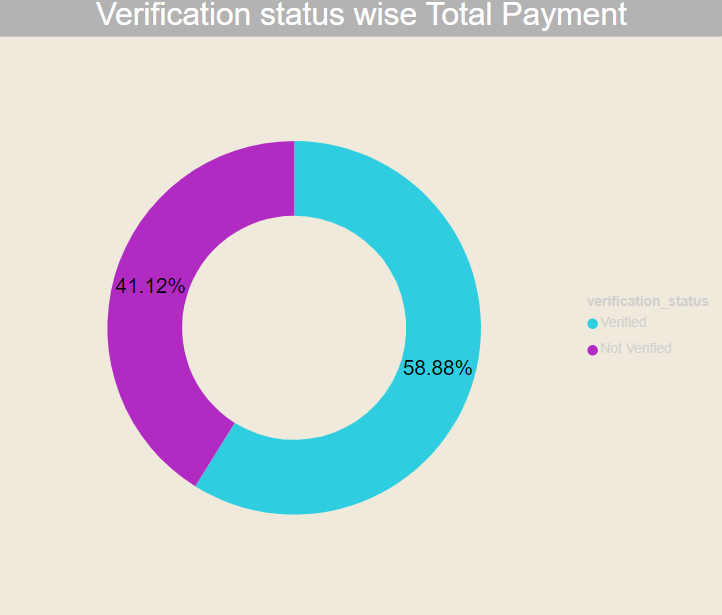 Verification status wise Total Payment
41.12%
58.88%
verification_status
Verified
Not Verified